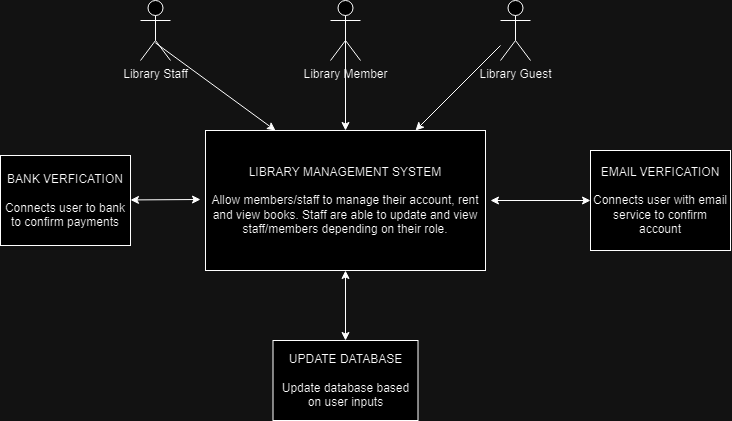 Library Staff
Library Member
Library Guest
LIBRARY MANAGEMENT SYSTEM
Allow members/staff to manage their account, rent
and view books. Staff are able to update and view
staff/members depending on their role.
BANK VERFICATION
Connects user to bank
to confirm payments
EMAIL VERFICATION
Connects user with email
service to confirm
account
UPDATE DATABASE
Update database based
on user inputs